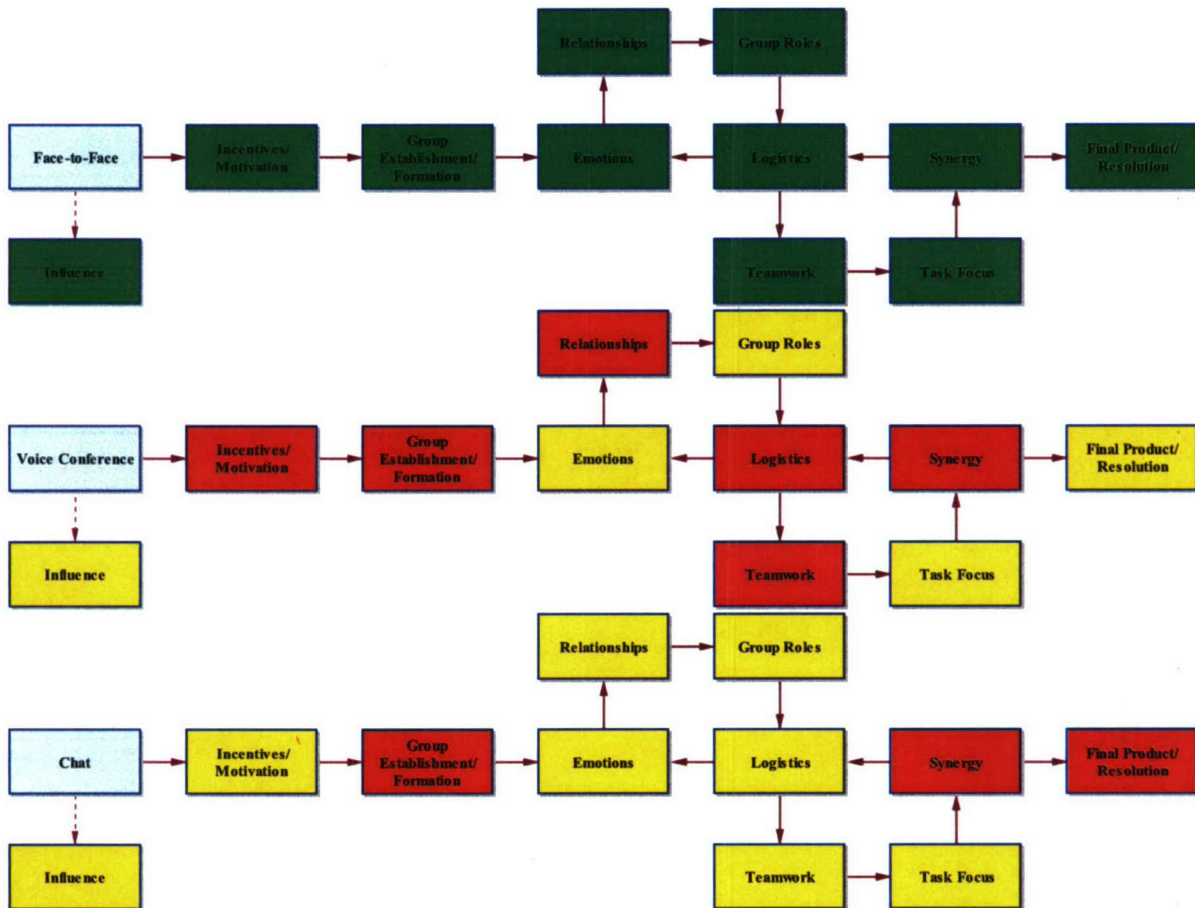 Relationships
Group Roles
Face-to-Face
Incentives/
Motivation
Group
Establishment/
Formation
Emotions
Logistics
Synergy
Final Product/
Resolution
Influence
Teamwork
Task Focus
Relationships
Group Roles
Voice Conference
Incentives/
Motivation
Group
Establishment/
Formation
Emotions
Logistics
Synergy
Final Product/
Resolution
Influence
Teamwork
Task Focus
Relationships
Group Roles
Chat
Incentives/
Motivation
Group
Establishment/
Formation
Emotions
Logistics
Synergy
Final Product/
Resolution
Influence
Teamwork
Task Focus